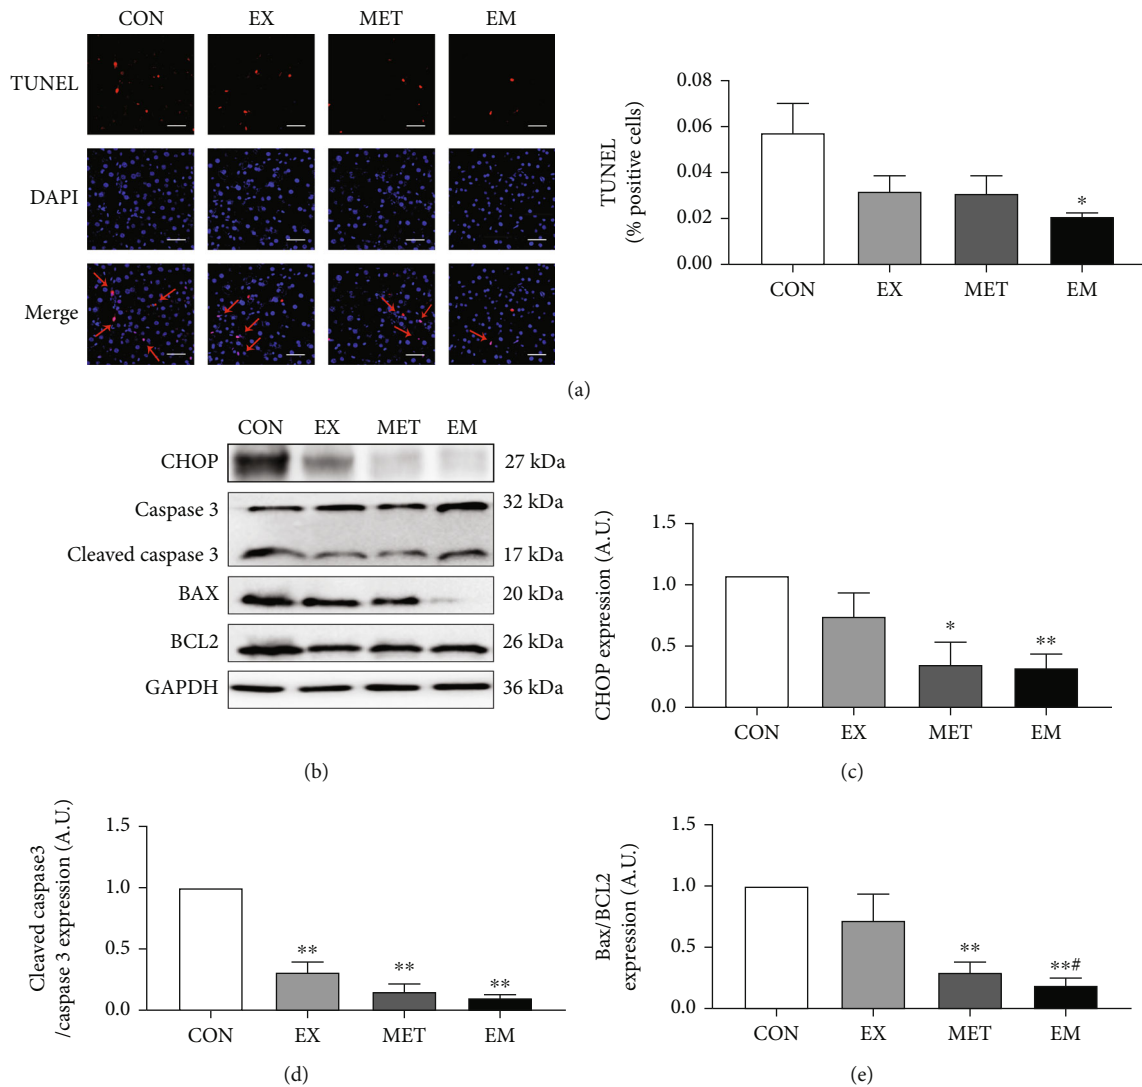 CON EX MET EM
TUNEL
DAPI
Merge
TUNEL
(% positive cells)
0.08
0.06
0.04
0.02
0.00
*
CON EX MET EM
(a)
CON EX MET EM
CHOP 27 kDa
Caspase 3 32 kDa
Cleaved caspase 3 17 kDa
BAX 20 kDa
BCL2 26 kDa
GAPDH 36 kDa
(b)
CHOP expression (A.U.)
1.5
1.0
0.5
0.0
* **
CON EX MET EM
(c)
Cleaved caspase3
/caspase 3 expression (A.U.)
1.5
1.0
0.5
0.0
** ** **
CON EX MET EM
(d)
Bax/BCL2
expression (A.U.)
1.5
1.0
0.5
0.0
** **#
CON EX MET EM
(e)